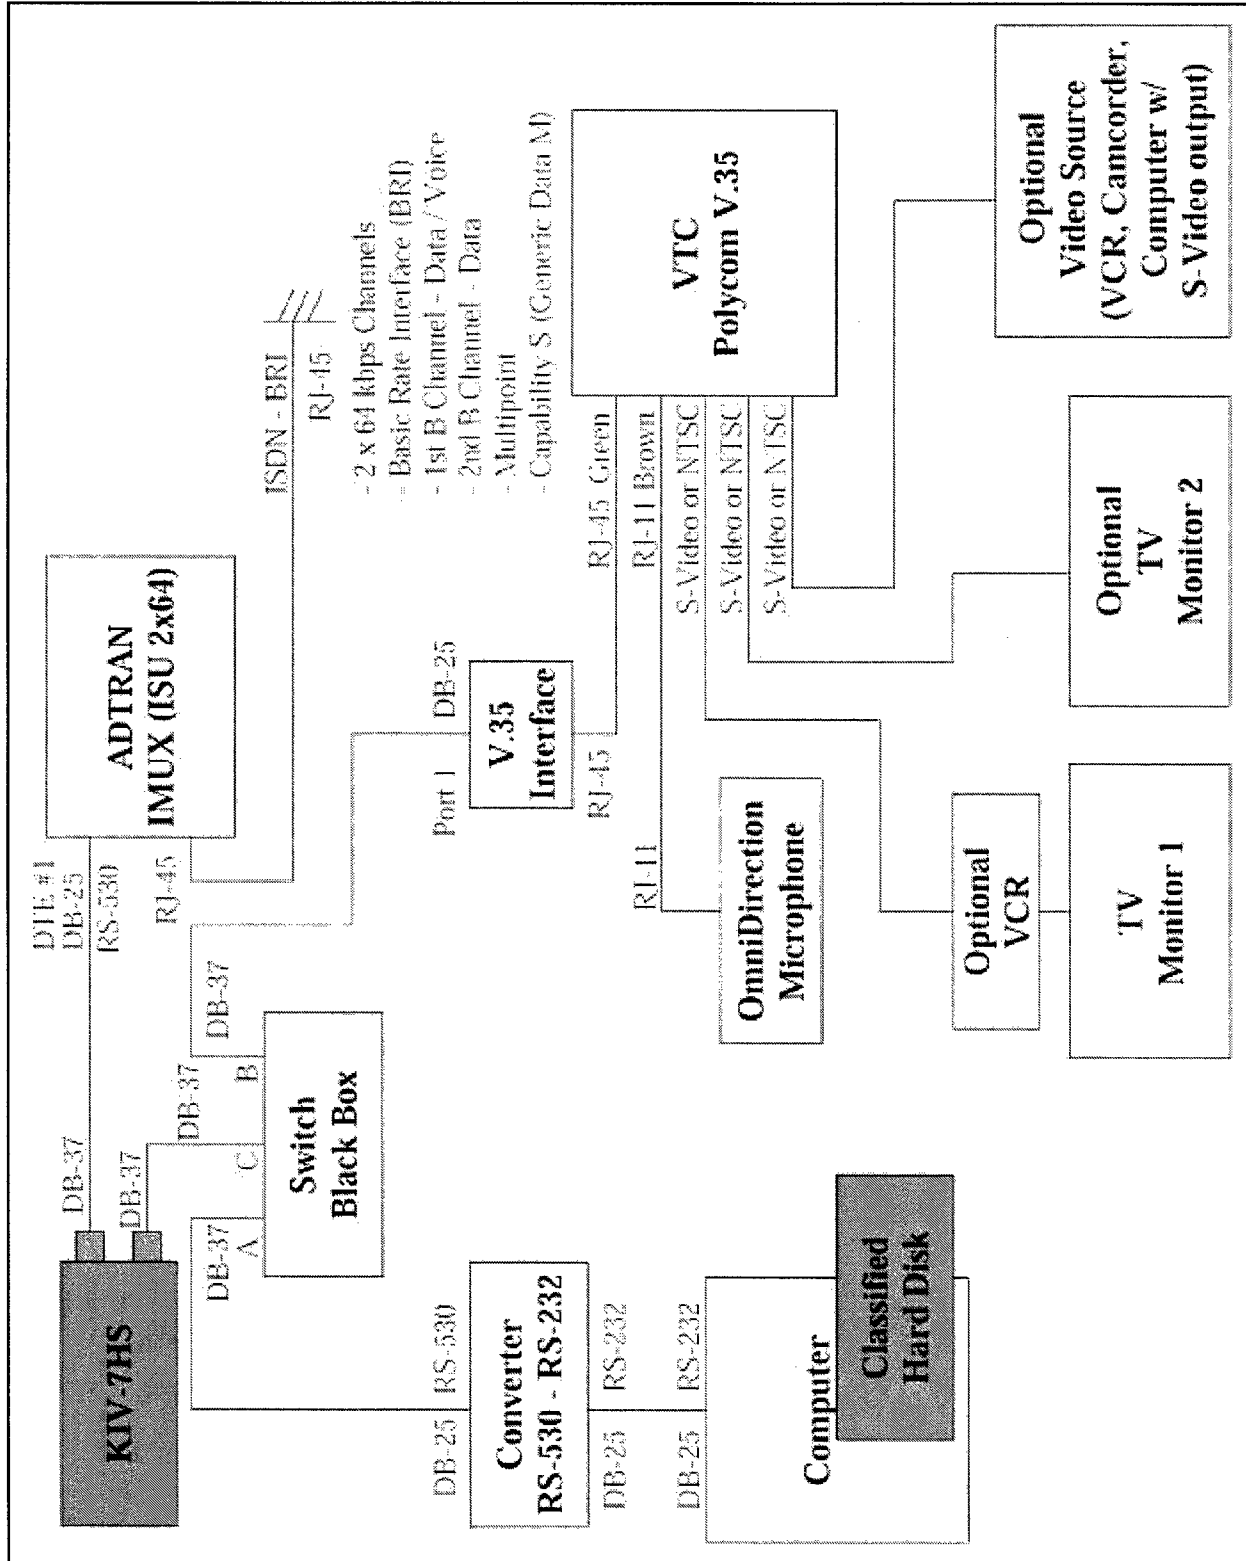 KIV-7HS
DB-37
DB-37
DTE #1
DB-25
RS-530
ADTRAN
IMUX (ISU 2x64)
RJ-45
ISDN - BRI
RJ-45
- 2 x 64 kbps Channels
- Basic Rate Interface (BRI)
- 1st B Channel - Data / Voice
- 2nd B Channel - Data
- Multipoint
- Capability S (Generic Data M)
DB-37
A
DB-37
C
DB-37
B
Switch
Black Box
DB-25
RS-530
Converter
RS-530 - RS-232
DB-25
RS-232
DB-25
RS-232
Computer
Classified
Hard Disk
Port 1
DB-25
V.35
Interface
RJ-45
RJ-45 Green
RJ-11 Brown
S-Video or NTSC
S-Video or NTSC
S-Video or NTSC
VTC
Polycom V.35
RJ-11
OmniDirection
Microphone
Optional
VCR
TV
Monitor 1
Optional
TV
Monitor 2
Optional
Video Source
(VCR, Camcorder,
Computer w/
S-Video output)